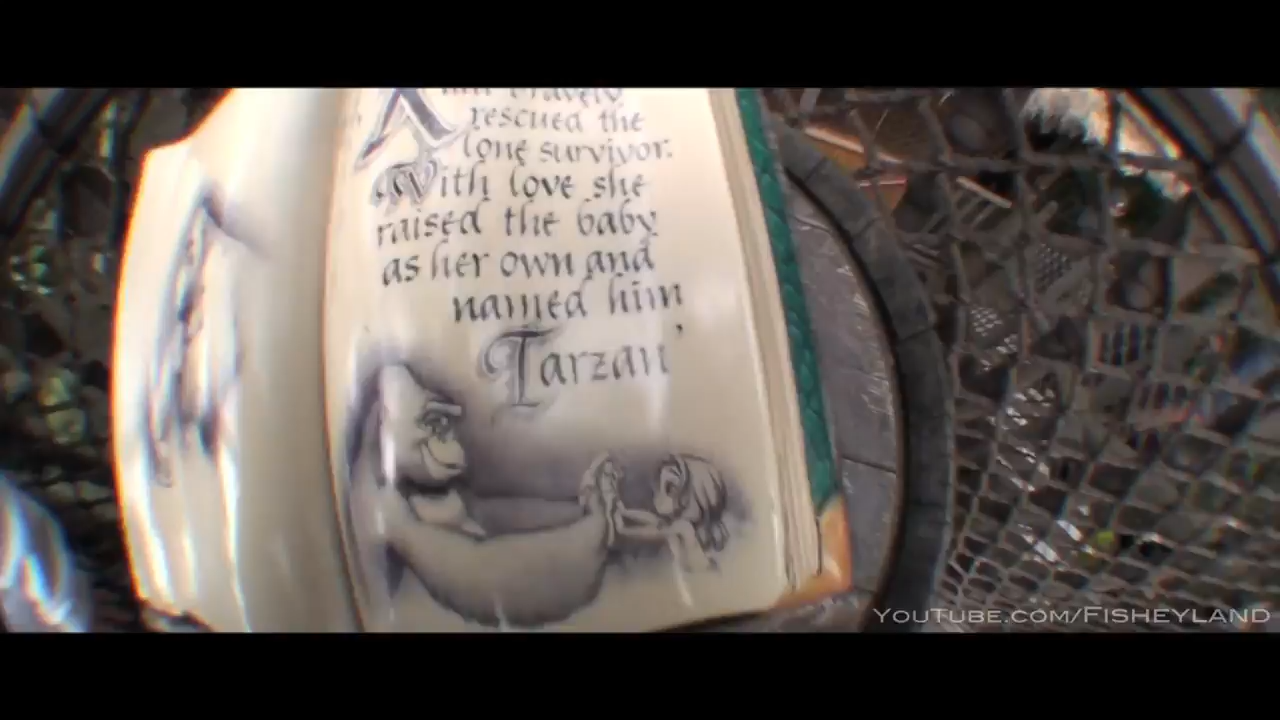 rescued the
lone survivor.
With love she
raised the baby
as her own and
named him,
Tarzan
YouTube.com/Fisheyland